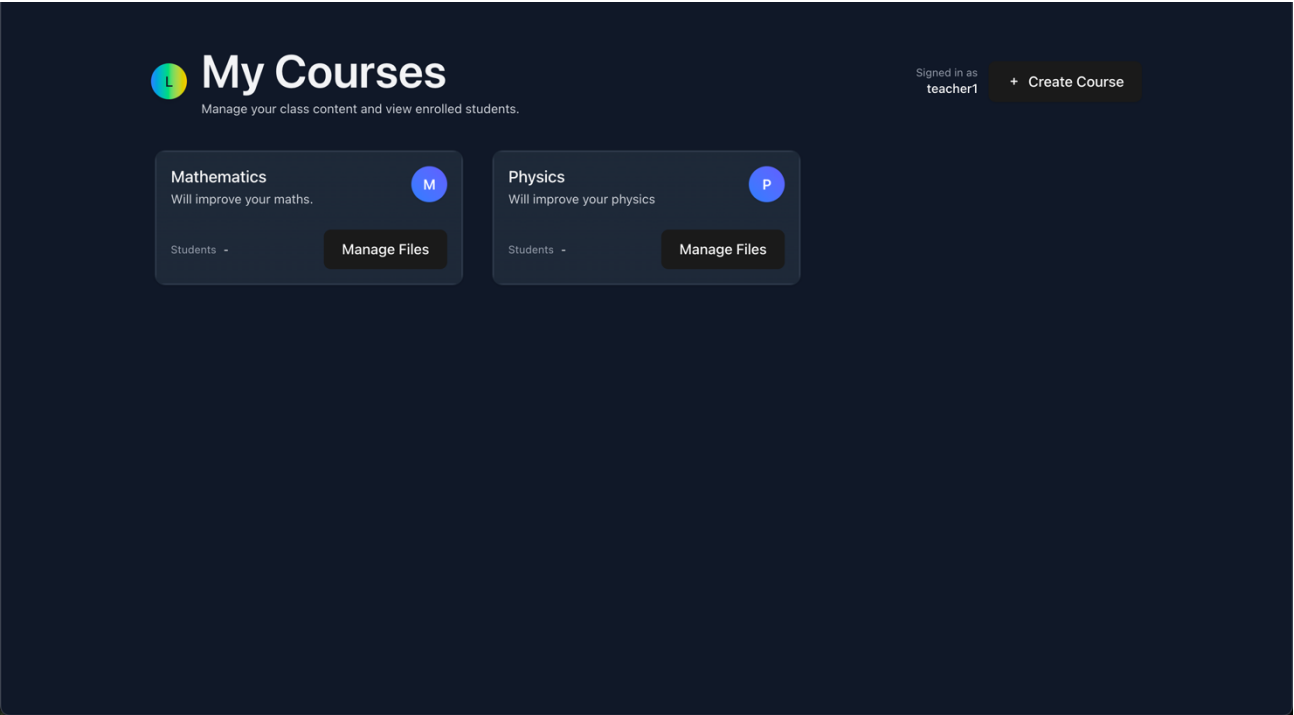 L
My Courses
Manage your class content and view enrolled students.
Signed in as
teacher1
+ Create Course
Mathematics
M
Will improve your maths.
Students -
Manage Files
Physics
P
Will improve your physics
Students -
Manage Files